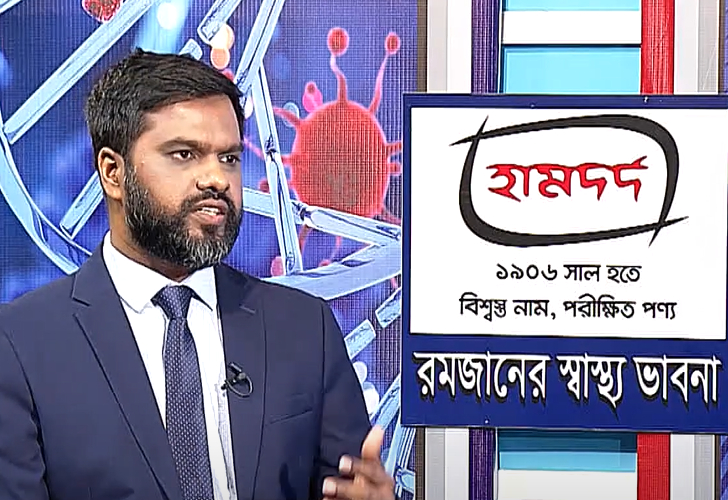 হামদর্দ
১৯০৬ সাল হতে
বিশ্বস্ত নাম, পরীক্ষিত পণ্য
রমজানের স্বাস্থ্য ভাবনা